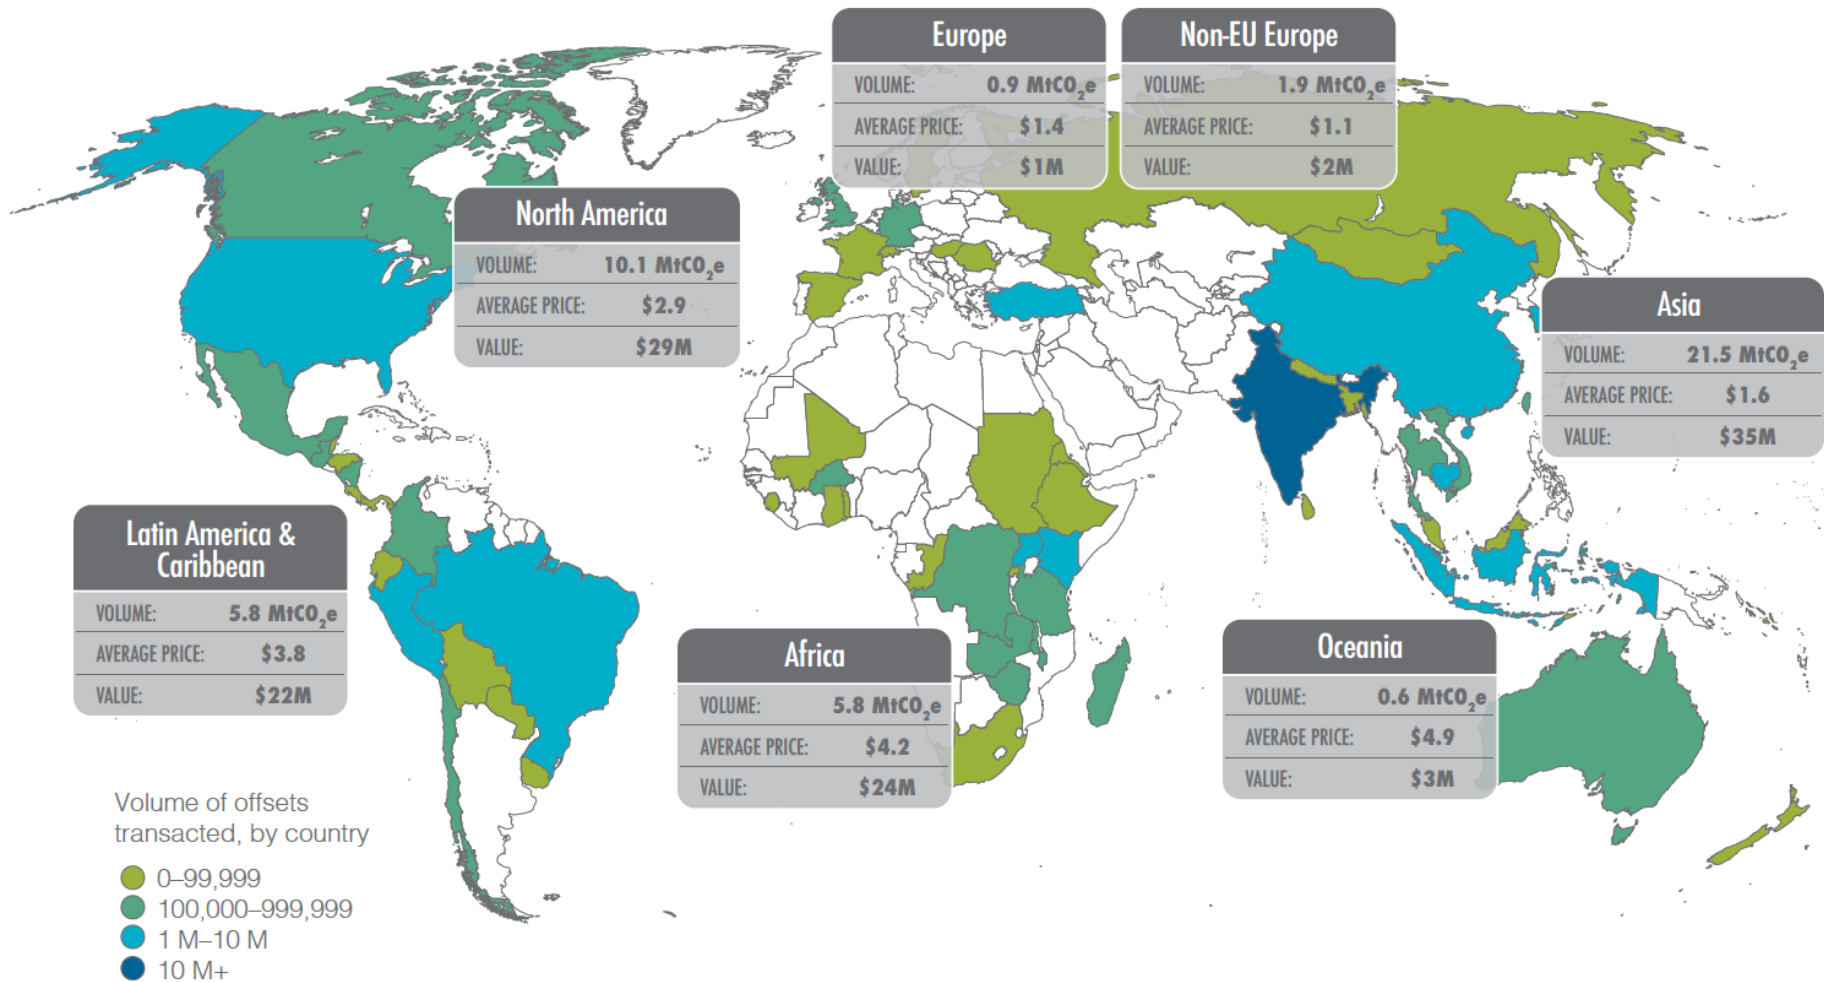 Europe
VOLUME: 0.9 MtCO₂e
AVERAGE PRICE: $1.4
VALUE: $1M
Non-EU Europe
VOLUME: 1.9 MtCO₂e
AVERAGE PRICE: $1.1
VALUE: $2M
North America
VOLUME: 10.1 MtCO₂e
AVERAGE PRICE: $2.9
VALUE: $29M
Asia
VOLUME: 21.5 MtCO₂e
AVERAGE PRICE: $1.6
VALUE: $35M
Latin America &
Caribbean
VOLUME: 5.8 MtCO₂e
AVERAGE PRICE: $3.8
VALUE: $22M
Africa
VOLUME: 5.8 MtCO₂e
AVERAGE PRICE: $4.2
VALUE: $24M
Oceania
VOLUME: 0.6 MtCO₂e
AVERAGE PRICE: $4.9
VALUE: $3M
Volume of offsets
transacted, by country
0–99,999
100,000–999,999
1 M–10 M
10 M+